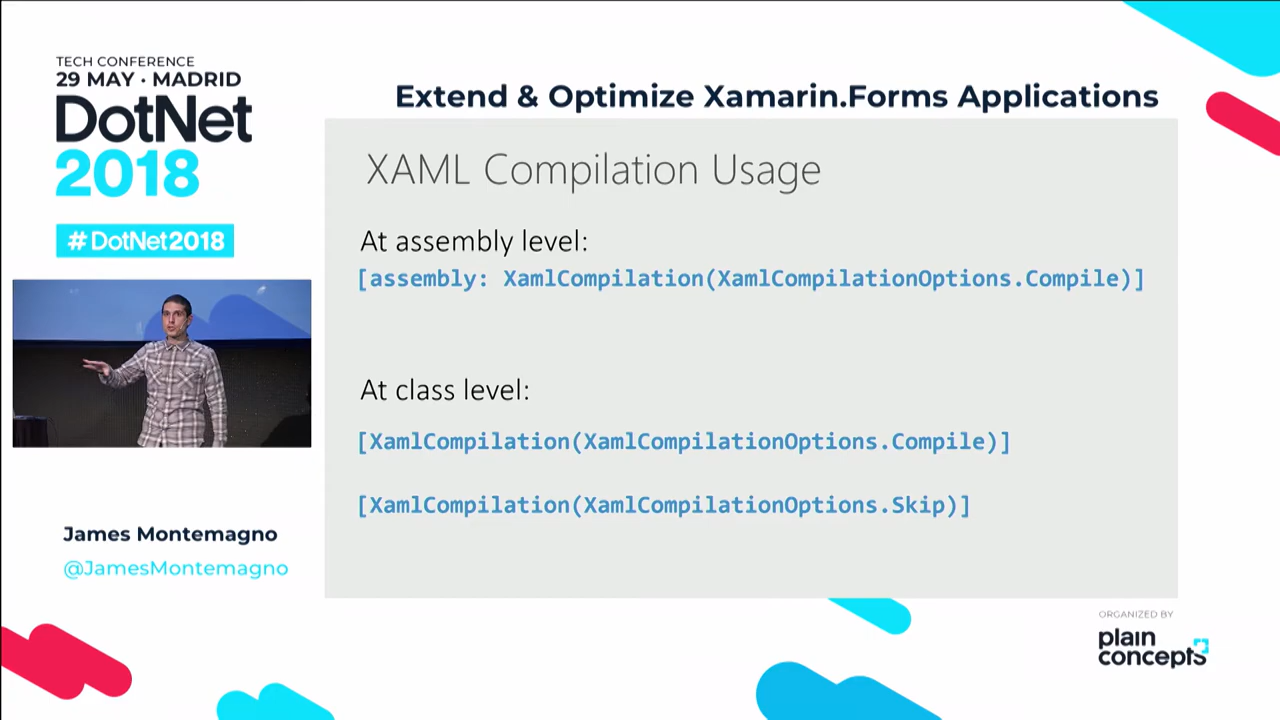 TECH CONFERENCE
29 MAY · MADRID
DotNet
2018
#DotNet2018
Extend & Optimize Xamarin.Forms Applications
XAML Compilation Usage
At assembly level:
[assembly: XamlCompilation(XamlCompilationOptions.Compile)]
At class level:
[XamlCompilation(XamlCompilationOptions.Compile)]
[XamlCompilation(XamlCompilationOptions.Skip)]
James Montemagno
@JamesMontemagno
ORGANIZED BY
plain
concepts